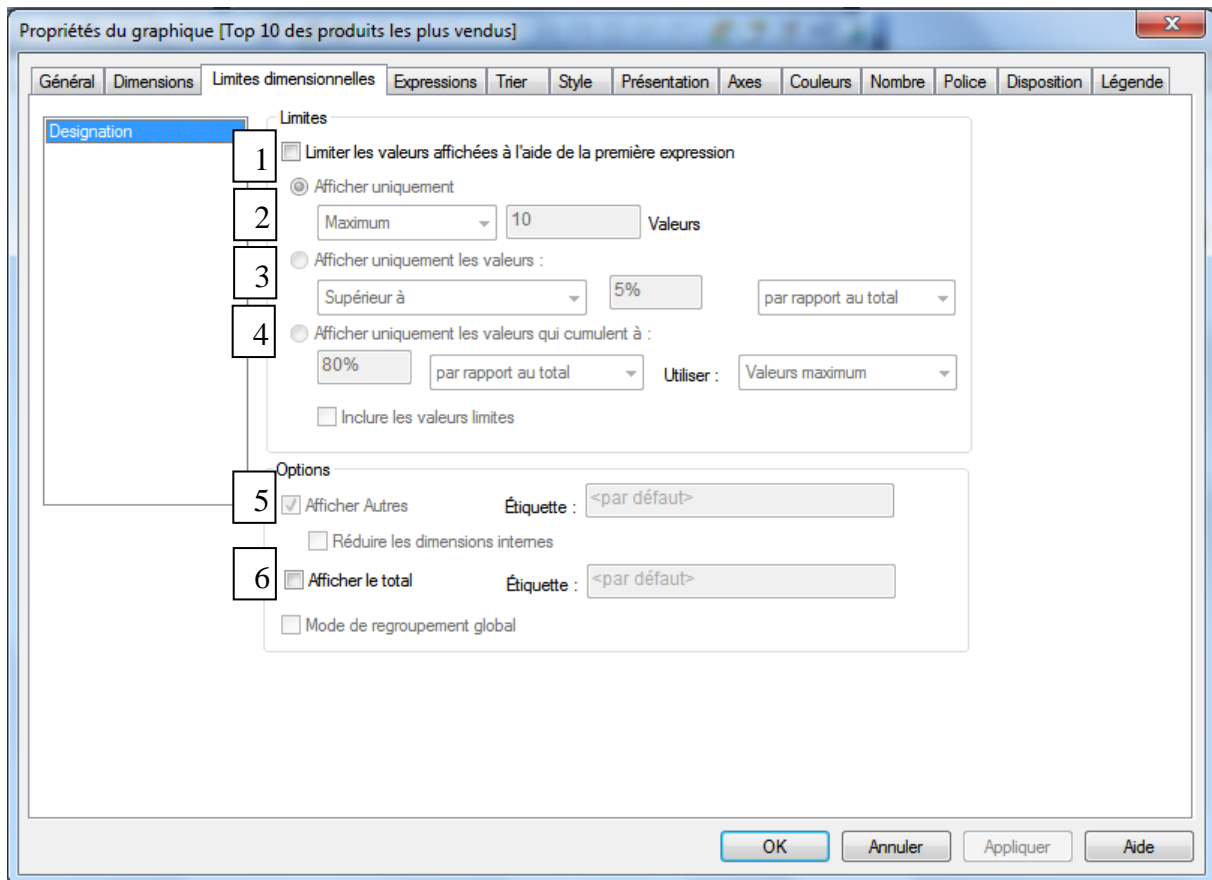 Propriétés du graphique [Top 10 des produits les plus vendus]
Général Dimensions Limites dimensionnelles Expressions Trier Style Présentation Axes Couleurs Nombre Police Disposition Légende
Designation
Limites
1 Limiter les valeurs affichées à l'aide de la première expression
Afficher uniquement
2 Maximum 10 Valeurs
3 Afficher uniquement les valeurs :
Supérieur à 5% par rapport au total
4 Afficher uniquement les valeurs qui cumulent à :
80% par rapport au total Utiliser : Valeurs maximum
Inclure les valeurs limites
Options
5 Afficher Autres Étiquette : <par défaut>
Réduire les dimensions internes
6 Afficher le total Étiquette : <par défaut>
Mode de regroupement global
OK Annuler Appliquer Aide